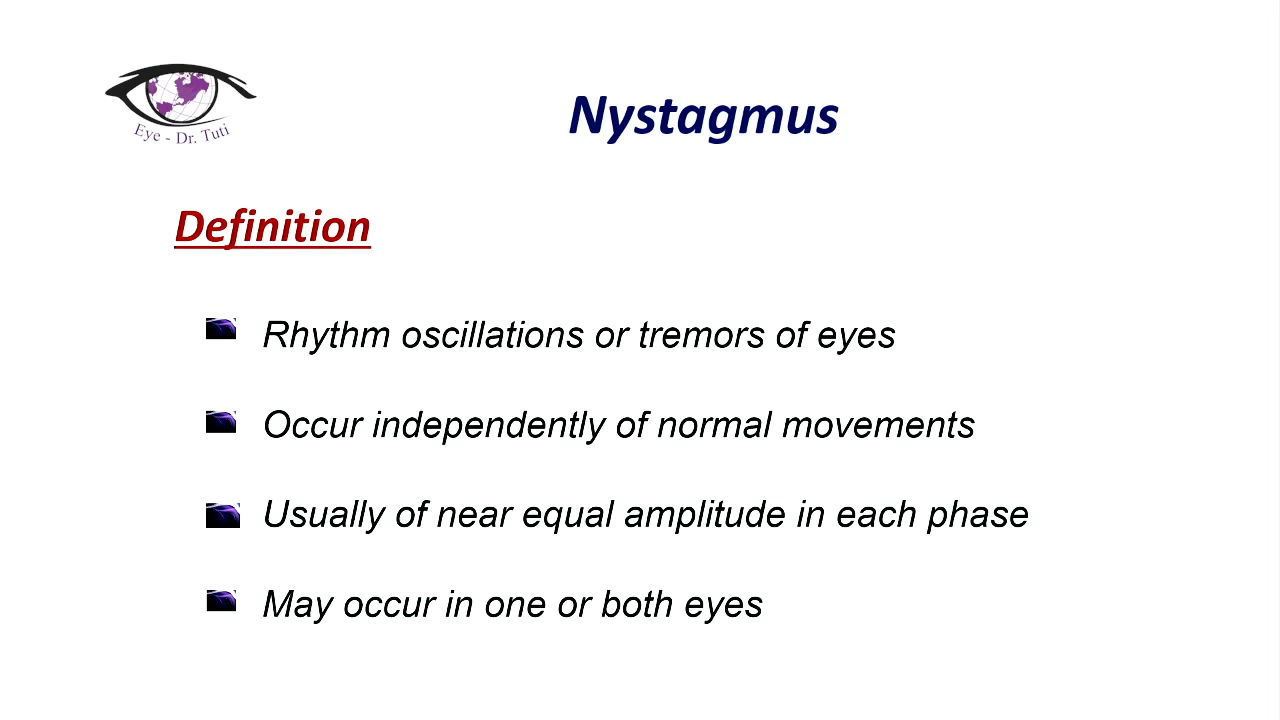 Eye - Dr. Tuti
Nystagmus
Definition
Rhythm oscillations or tremors of eyes
Occur independently of normal movements
Usually of near equal amplitude in each phase
May occur in one or both eyes